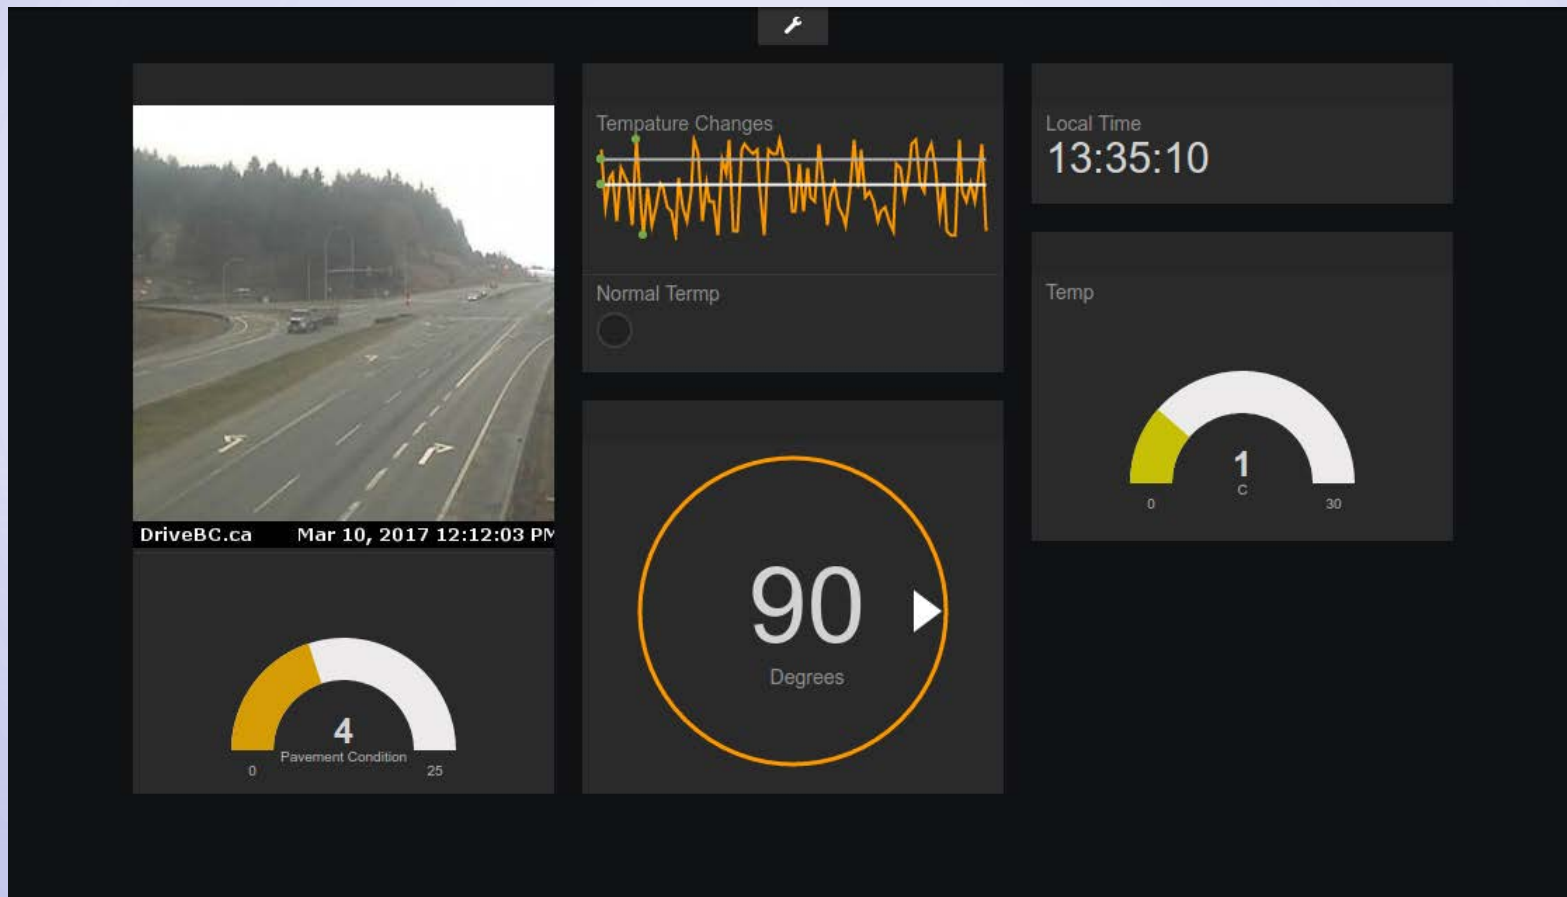 DriveBC.ca Mar 10, 2017 12:12:03 PM
4
Pavement Condition
0 25
Tempature Changes
Normal Termp
90
Degrees
Local Time
13:35:10
Temp
1
C
0 30